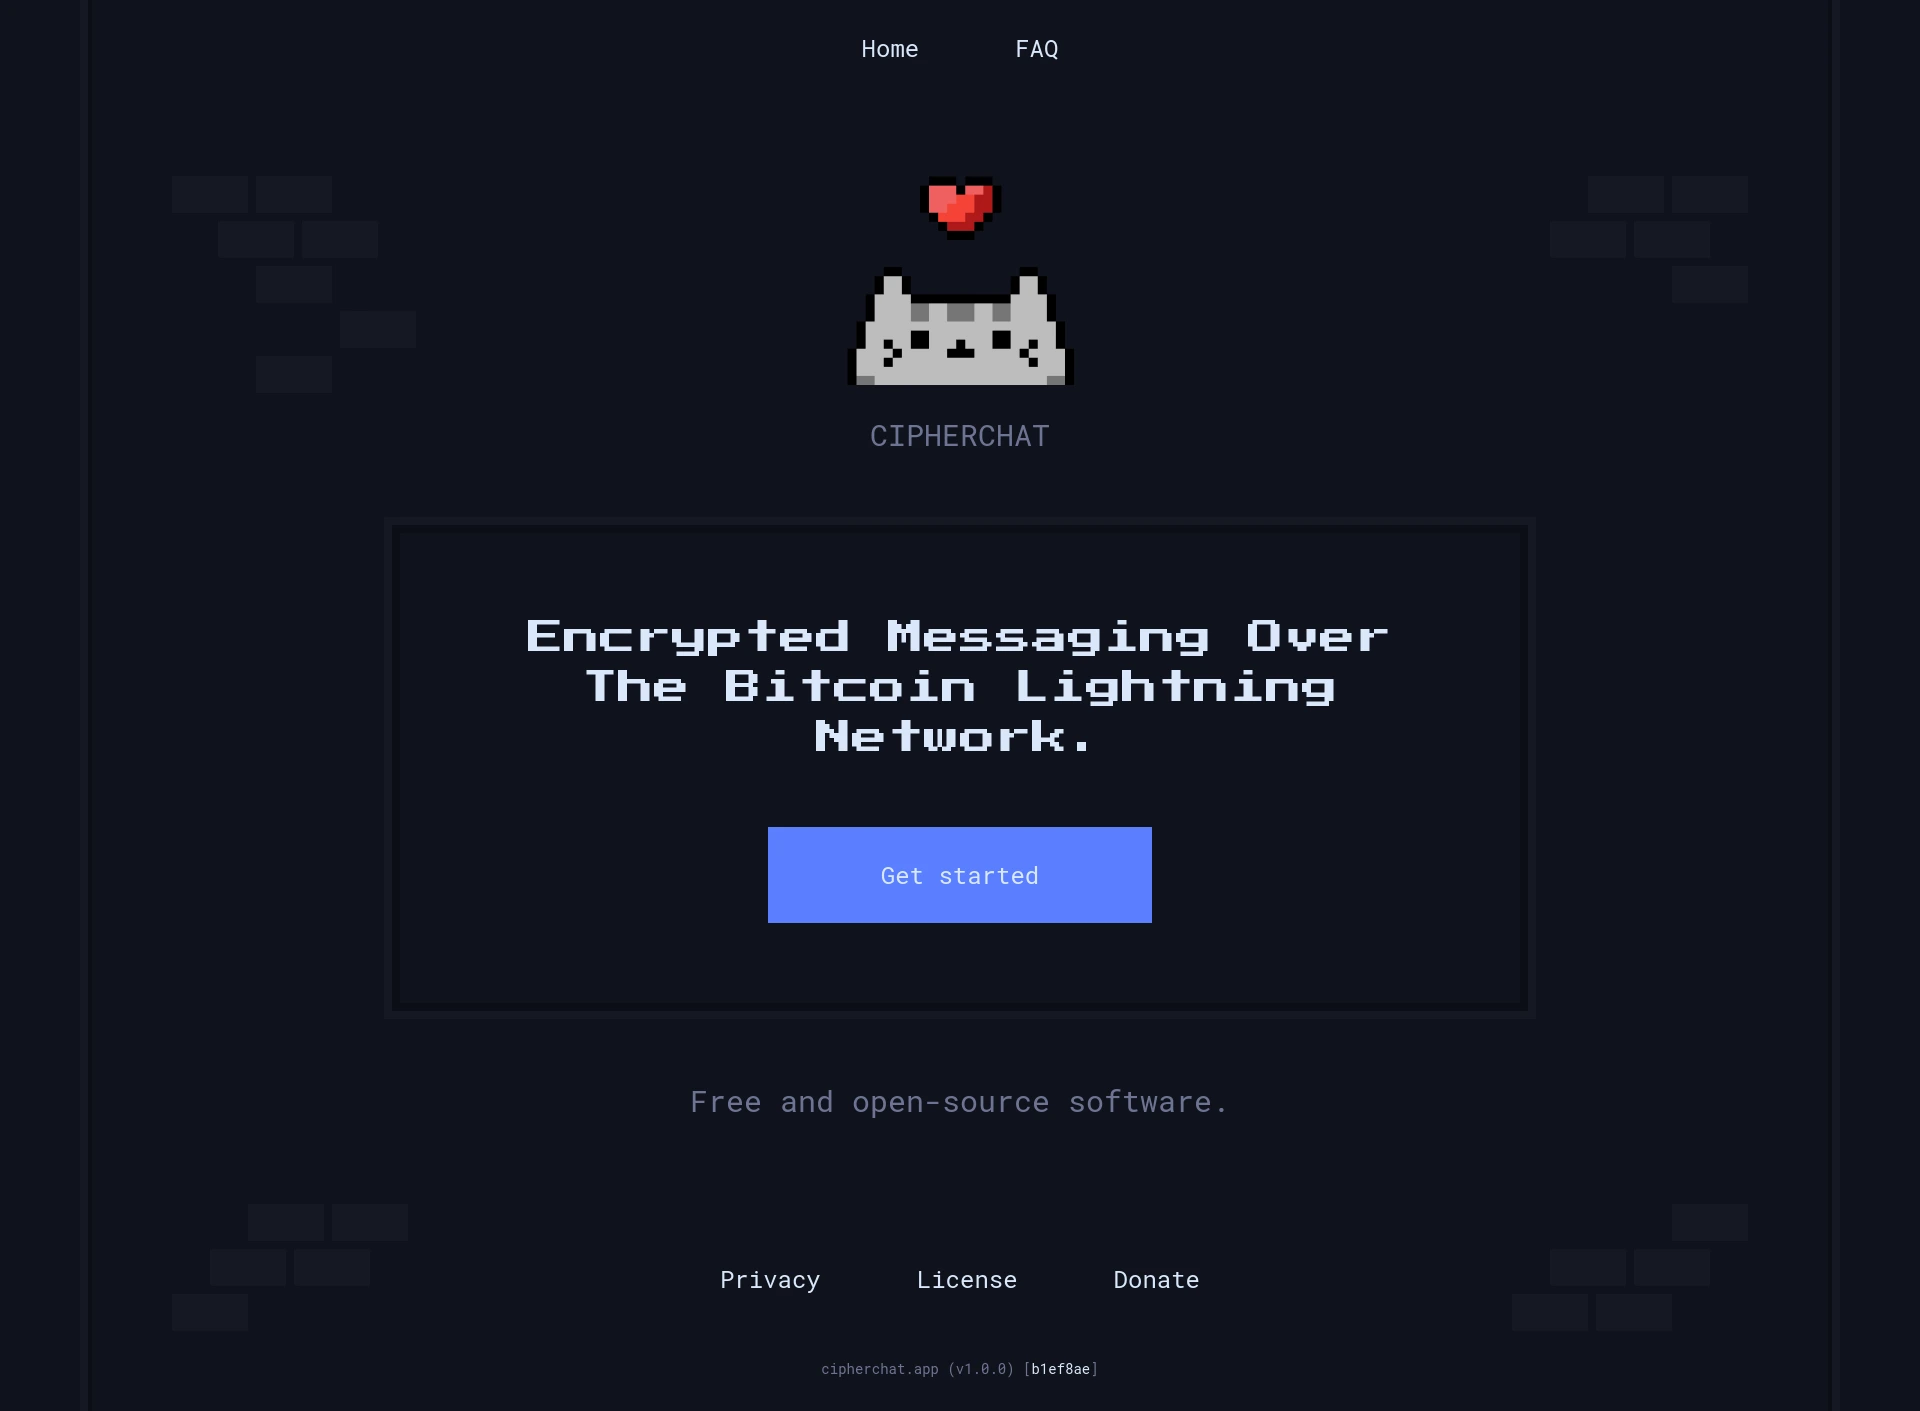 Home FAQ
CIPHERCHAT
Encrypted Messaging Over
The Bitcoin Lightning
Network.
Get started
Free and open-source software.
Privacy License Donate
cipherchat.app (v1.0.0) [b1ef8ae]